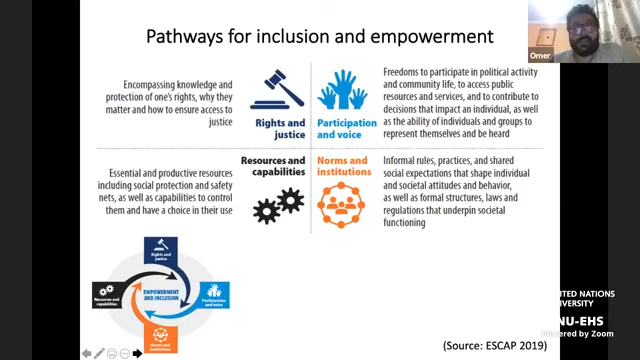 Pathways for inclusion and empowerment
Omer
Encompassing knowledge and
protection of one's rights, why they
matter and how to ensure access to
justice
Rights and
justice
Participation
and voice
Freedoms to participate in political activity
and community life, to access public
resources and services, and to contribute to
decisions that impact an individual, as well
as the ability of individuals and groups to
represent themselves and be heard
Essential and productive resources
including social protection and safety
nets, as well as capabilities to control
them and have a choice in their use
Resources and
capabilities
Norms and
institutions
Informal rules, practices, and shared
social expectations that shape individual
and societal attitudes and behavior,
as well as formal structures, laws and
regulations that underpin societal
functioning
Rights and
justice
Resources and
capabilities
EMPOWERMENT
AND INCLUSION
Participation
and voice
Norms and
institutions
(Source: ESCAP 2019)
ITED NATIONS
VERSITY
NU-EHS
Powered by Zoom